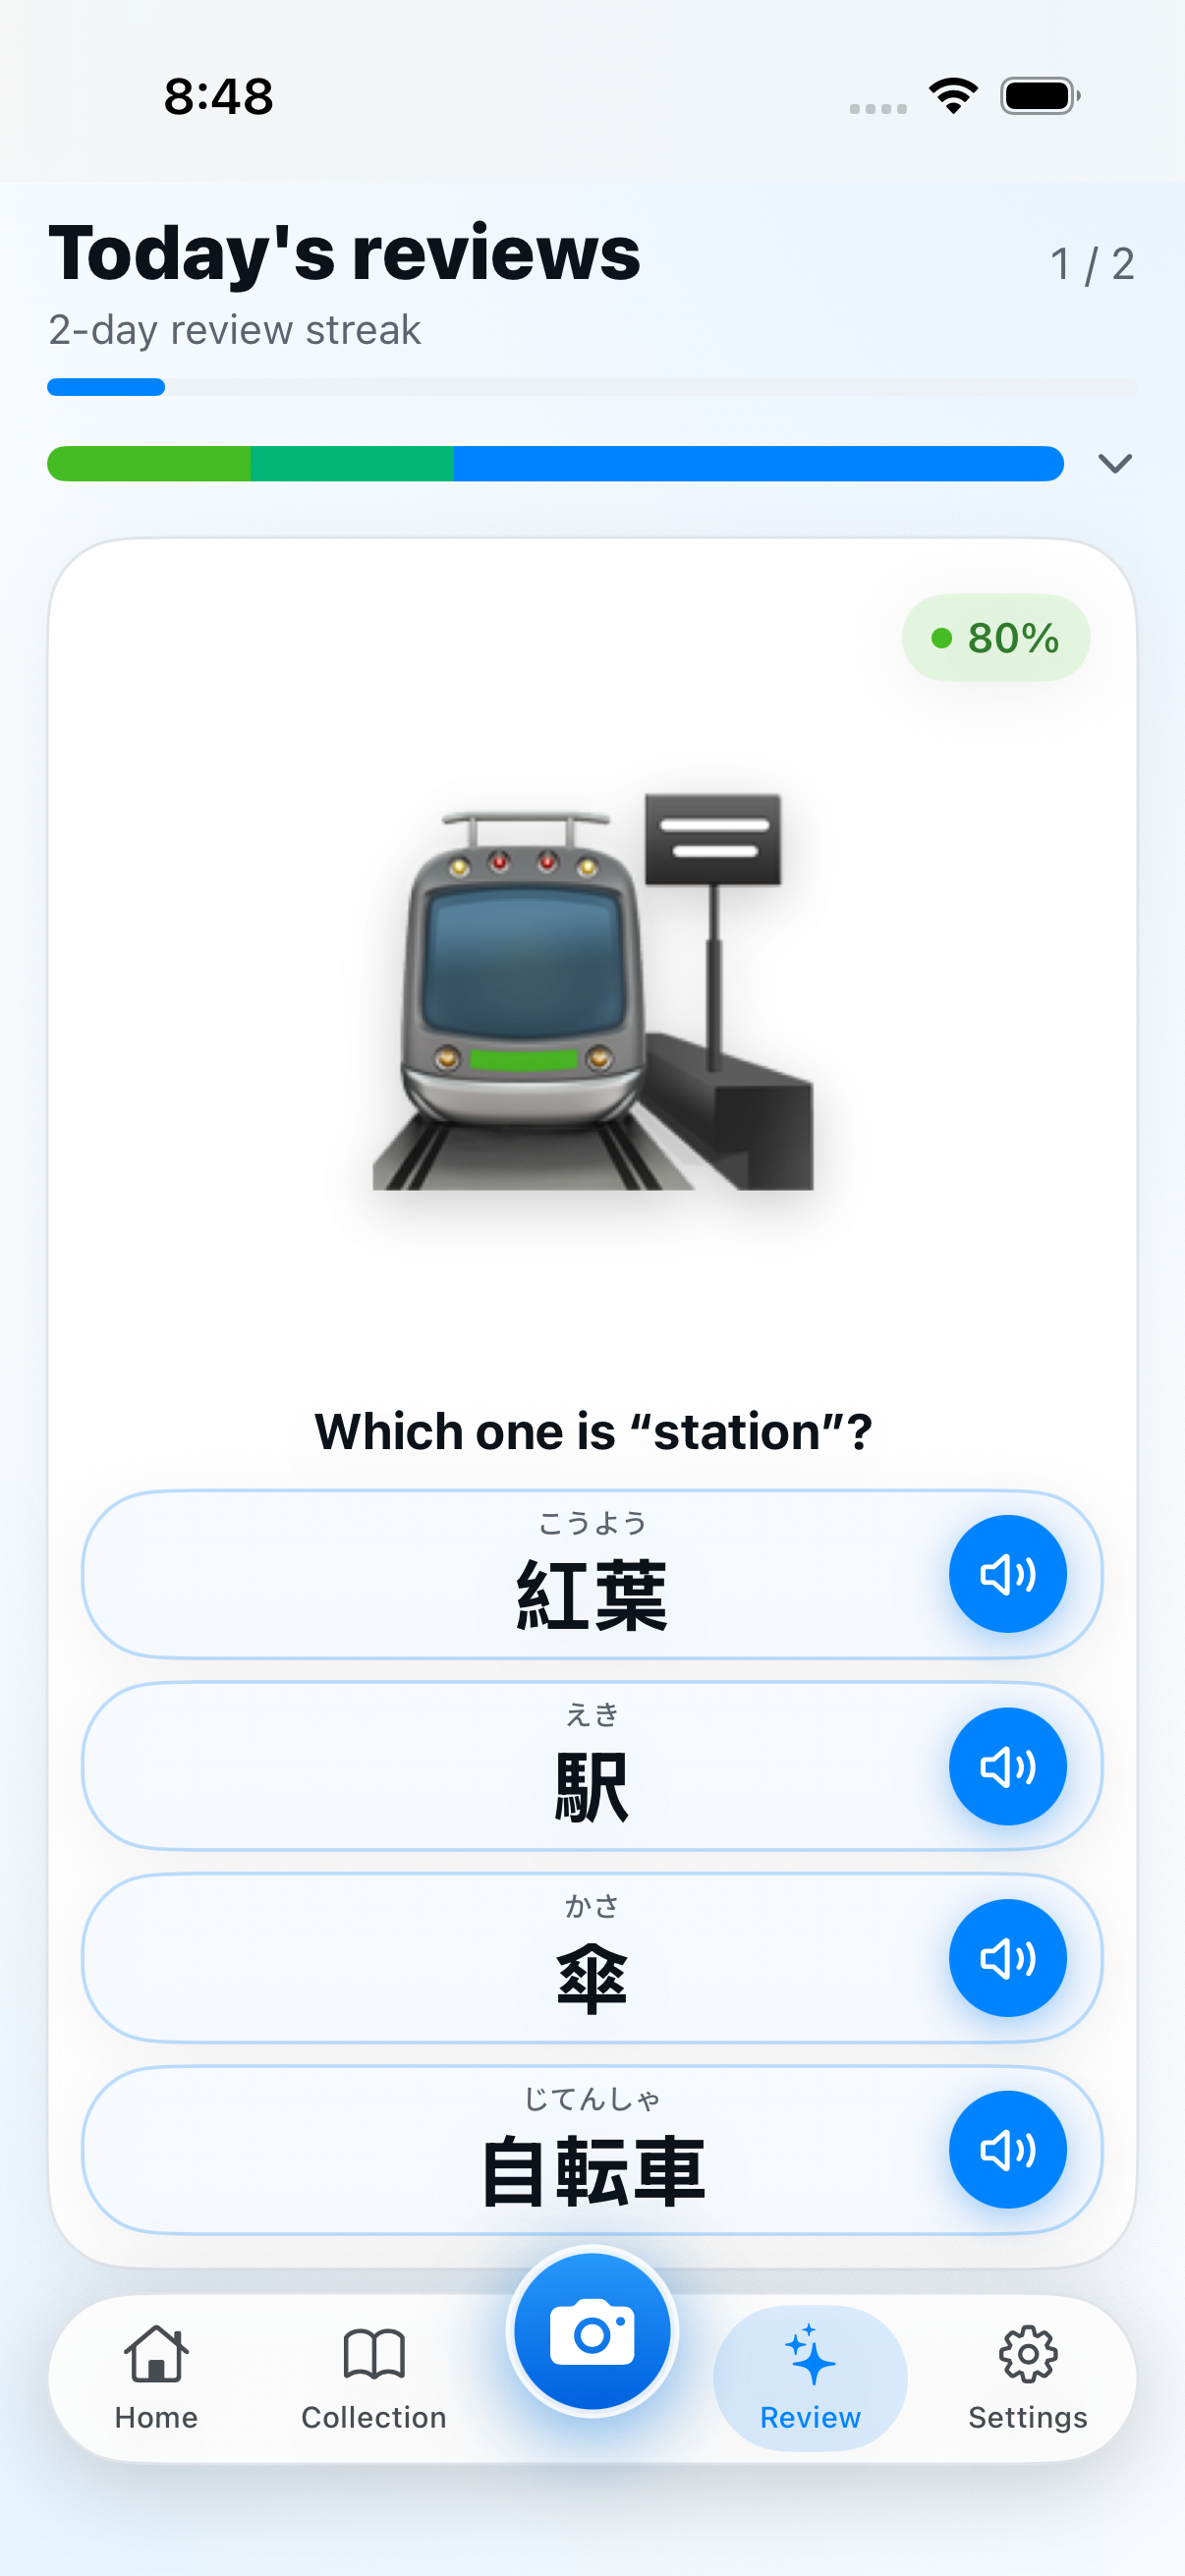 8:48
Today's reviews
1 / 2
2-day review streak
80%
Which one is “station”?
こうよう
紅葉
えき
駅
かさ
傘
じてんしゃ
自転車
Home
Collection
Review
Settings